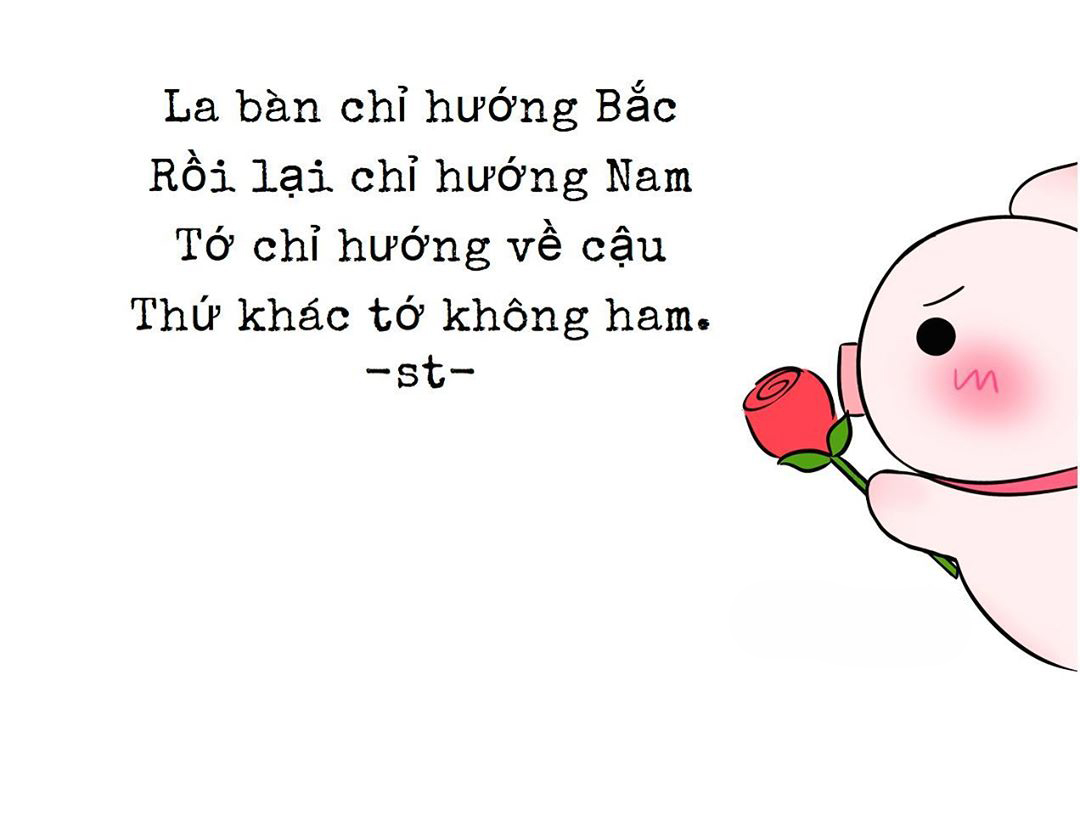 La bàn chỉ hướng Bắc
Rồi lại chỉ hướng Nam
Tớ chỉ hướng về cậu
Thứ khác tớ không ham.
-st-